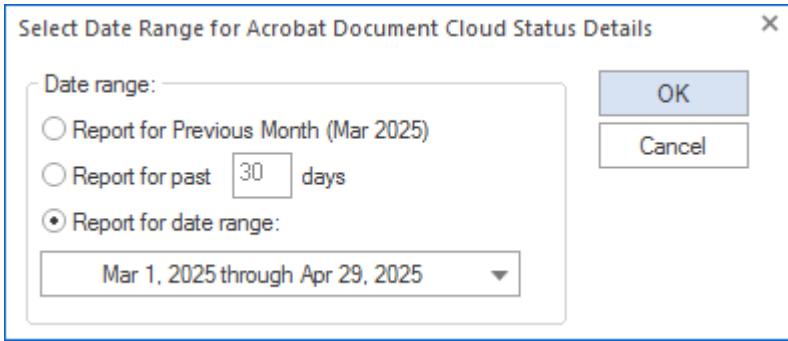 Select Date Range for Acrobat Document Cloud Status Details
Date range:
OK
Report for Previous Month (Mar 2025)
Cancel
Report for past 30 days
Report for date range:
Mar 1, 2025 through Apr 29, 2025